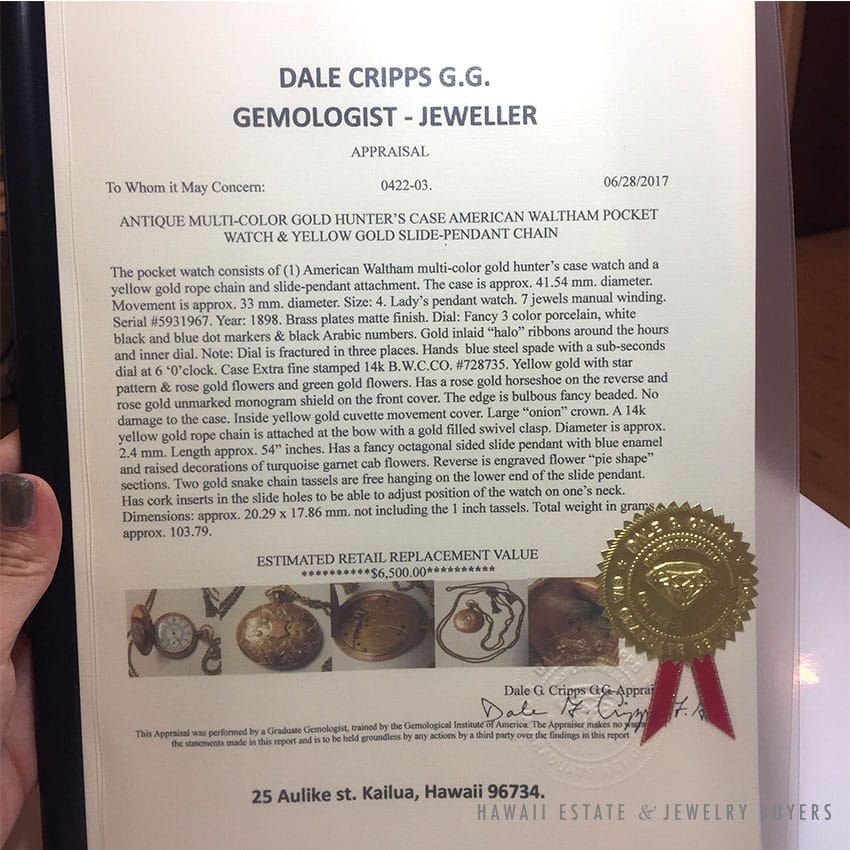 DALE CRIPPS G.G.
GEMOLOGIST - JEWELLER
APPRAISAL
To Whom it May Concern: 0422-03. 06/28/2017
ANTIQUE MULTI-COLOR GOLD HUNTER'S CASE AMERICAN WALTHAM POCKET
WATCH & YELLOW GOLD SLIDE-PENDANT CHAIN
The pocket watch consists of (1) American Waltham multi-color gold hunter's case watch and a
yellow gold rope chain and slide-pendant attachment. The case is approx. 41.54 mm. diameter.
Movement is approx. 33 mm. diameter. Size: 4. Lady's pendant watch. 7 jewels manual winding.
Serial #5931967. Year: 1898. Brass plates matte finish. Dial: Fancy 3 color porcelain, white
black and blue dot markers & black Arabic numbers. Gold inlaid "halo" ribbons around the hours
and inner dial. Note: Dial is fractured in three places. Hands blue steel spade with a sub-seconds
dial at 6 '0'clock. Case Extra fine stamped 14k B.W.C.CO. #728735. Yellow gold with star
pattern & rose gold flowers and green gold flowers. Has a rose gold horseshoe on the reverse and
rose gold unmarked monogram shield on the front cover. The edge is bulbous fancy beaded. No
damage to the case. Inside yellow gold cuvette movement cover. Large "onion" crown. A 14k
yellow gold rope chain is attached at the bow with a gold filled swivel clasp. Diameter is approx.
2.4 mm. Length approx. 54" inches. Has a fancy octagonal sided slide pendant with blue enamel
and raised decorations of turquoise garnet cab flowers. Reverse is engraved flower "pie shape"
sections. Two gold snake chain tassels are free hanging on the lower end of the slide pendant.
Has cork inserts in the slide holes to be able to adjust position of the watch on one's neck.
Dimensions: approx. 20.29 x 17.86 mm. not including the 1 inch tassels. Total weight in grams
approx. 103.79.
ESTIMATED RETAIL REPLACEMENT VALUE
**********$6,500.00**********
Dale G. Cripps G.G. Apprai
Dale G. Cripps
This Appraisal was performed by a Graduate Gemologist, trained by the Gemological Institute of America. The Appraiser makes no
the statements made in this report and is to be held groundless by any actions by a third party over the findings in this report
25 Aulike st. Kailua, Hawaii 96734.
HAWAII ESTATE & JEWELRY BUYERS